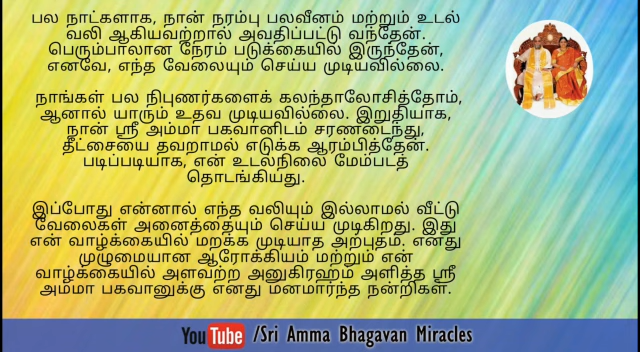 பல நாட்களாக, நான் நரம்பு பலவீனம் மற்றும் உடல்
வலி ஆகியவற்றால் அவதிப்பட்டு வந்தேன்.
பெரும்பாலான நேரம் படுக்கையில் இருந்தேன்,
எனவே, எந்த வேலையும் செய்ய முடியவில்லை.
நாங்கள் பல நிபுணர்களைக் கலந்தாலோசித்தோம்,
ஆனால் யாரும் உதவ முடியவில்லை. இறுதியாக,
நான் ஸ்ரீ அம்மா பகவானிடம் சரணடைந்து,
தீட்சையை தவறாமல் எடுக்க ஆரம்பித்தேன்.
படிப்படியாக, என் உடல்நிலை மேம்படத்
தொடங்கியது.
இப்போது என்னால் எந்த வலியும் இல்லாமல் வீட்டு
வேலைகள் அனைத்தையும் செய்ய முடிகிறது. இது
என் வாழ்க்கையில் மறக்க முடியாத அற்புதம். எனது
முழுமையான ஆரோக்கியம் மற்றும் என்
வாழ்க்கையில் அளவற்ற அனுகிரஹம் அளித்த ஸ்ரீ
அம்மா பகவானுக்கு எனது மனமார்ந்த நன்றிகள்.
YouTube /Sri Amma Bhagavan Miracles